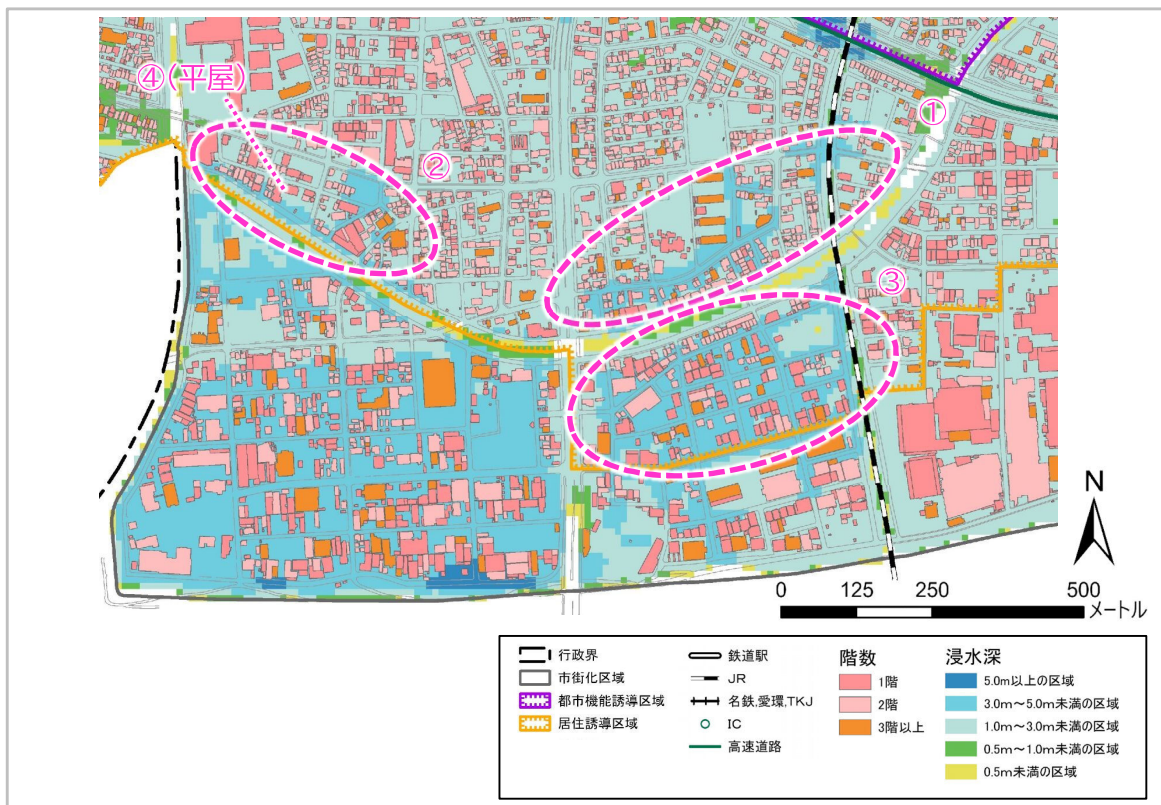 ④(平屋)
②
①
③
N
0 125 250 500
メートル
行政界
市街化区域
都市機能誘導区域
居住誘導区域
鉄道駅
JR
名鉄,愛環,TKJ
IC
高速道路
階数
1階
2階
3階以上
浸水深
5.0m以上の区域
3.0m～5.0m未満の区域
1.0m～3.0m未満の区域
0.5m～1.0m未満の区域
0.5m未満の区域